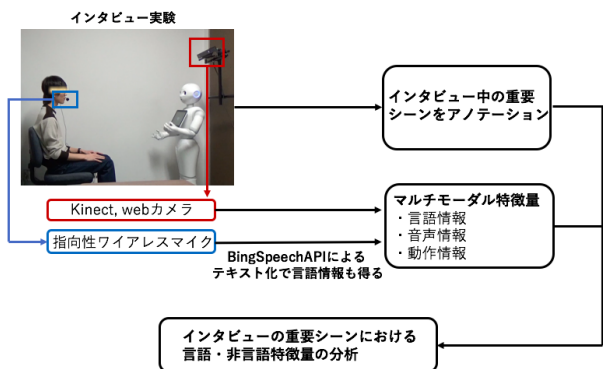 インタビュー実験
インタビュー中の重要
シーンをアノテーション
Kinect, webカメラ
指向性ワイアレスマイク
マルチモーダル特徴量
・言語情報
・音声情報
・動作情報
BingSpeechAPIによる
テキスト化で言語情報も得る
インタビューの重要シーンにおける
言語・非言語特徴量の分析